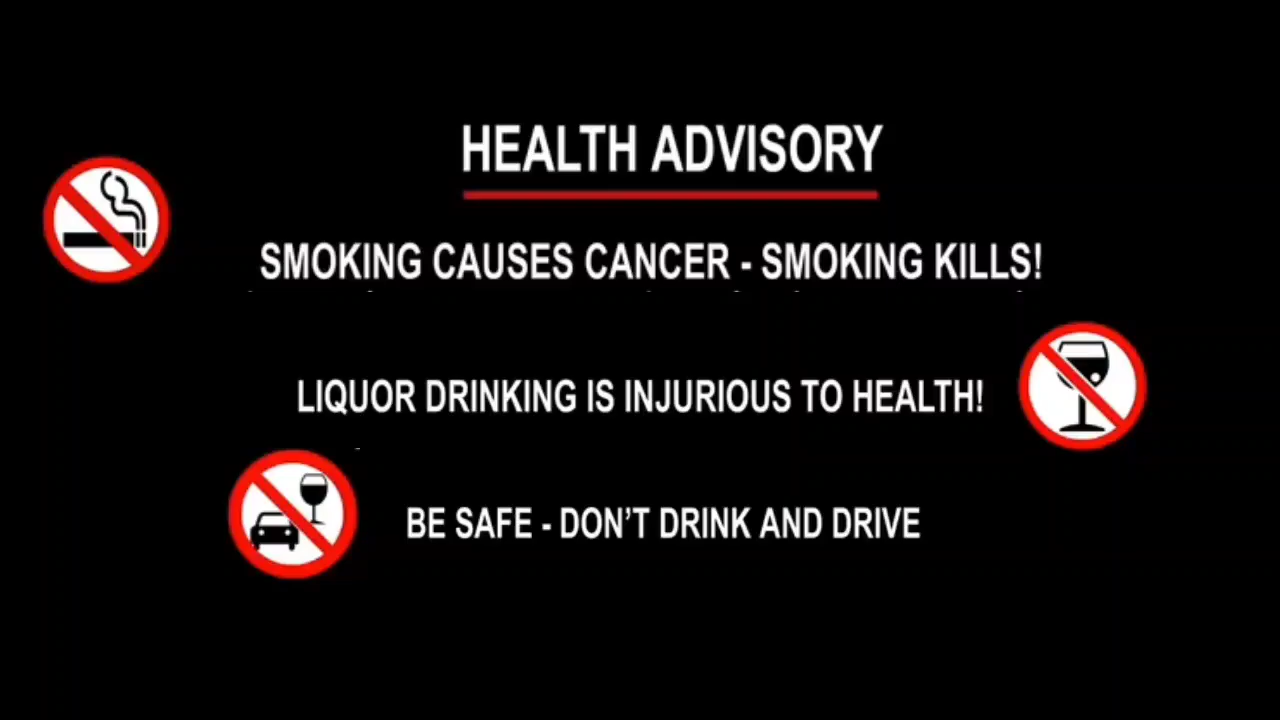 HEALTH ADVISORY
SMOKING CAUSES CANCER - SMOKING KILLS!
LIQUOR DRINKING IS INJURIOUS TO HEALTH!
BE SAFE - DON’T DRINK AND DRIVE